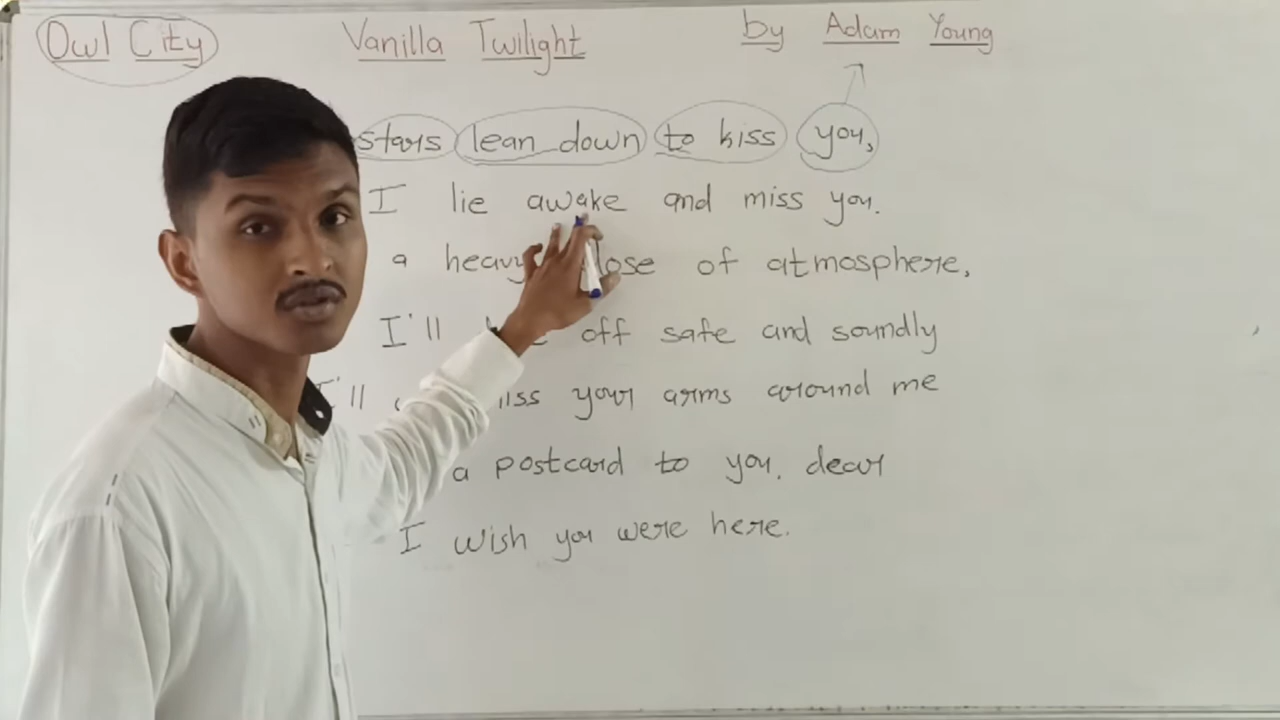 Owl City Vanilla Twilight by Adam Young
stars lean down to kiss you,
I lie awake and miss you.
a heavy dose of atmosphere,
I'll off safe and soundly
I'll miss your arms around me
a postcard to you, dear
I wish you were here.